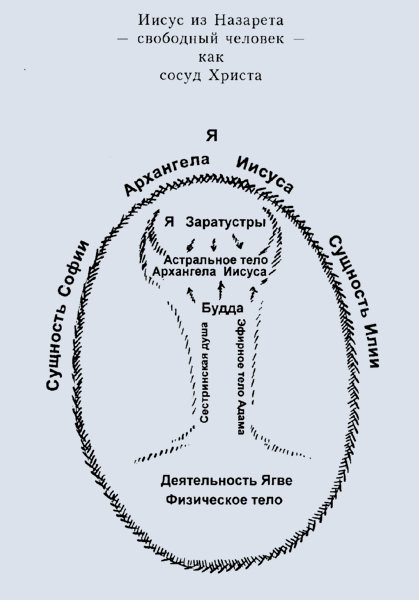 Иисус из Назарета
— свободный человек —
как
сосуд Христа
Я
Архангела Иисуса
Сущность Софии
Сущность Илии
Я Заратустры
Астральное тело
Архангела Иисуса
Будда
Сестринская душа
Эфирное тело Адама
Деятельность Ягве
Физическое тело